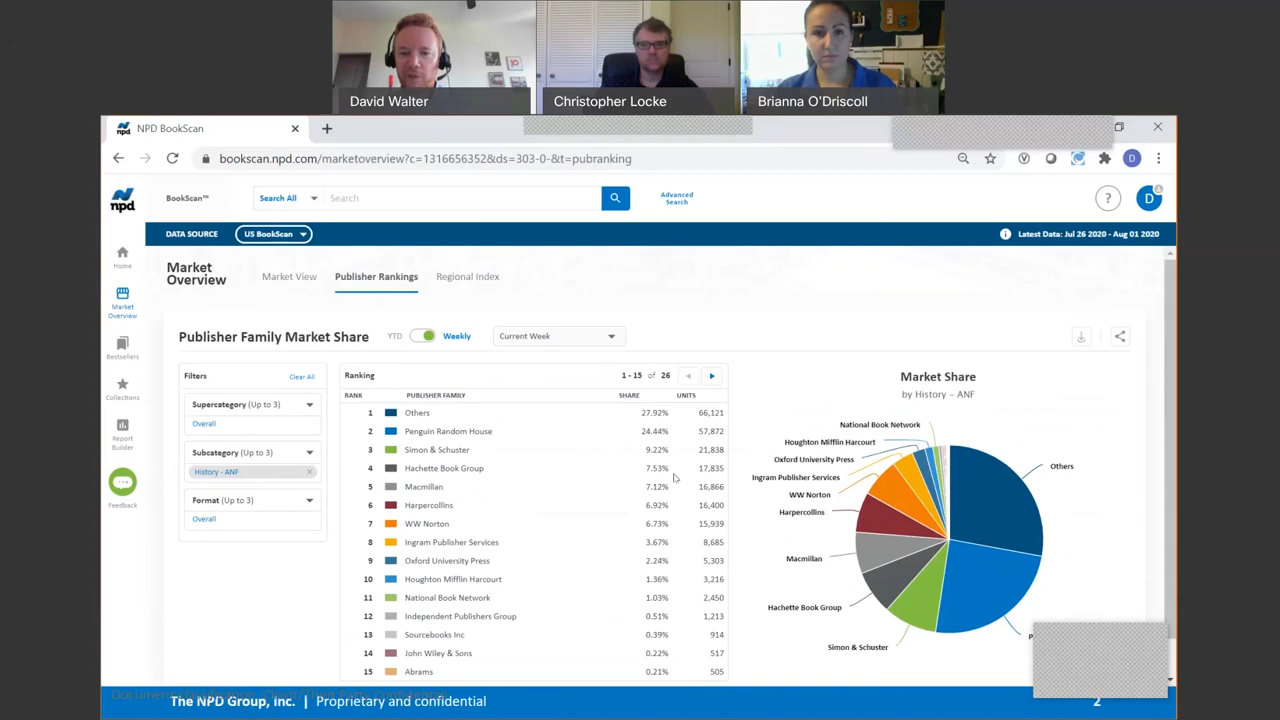 David Walter
Christopher Locke
Brianna O'Driscoll
npd NPD BookScan
bookscan.npd.com/marketoverview?c=1316656352&ds=303-0-&t=pubranking
D
npd
BookScan™
Search All
Search
Advanced
Search
?
D
DATA SOURCE
US BookScan
Latest Data: Jul 26 2020 - Aug 01 2020
Home
Market
Overview
Bestsellers
Collections
Report
Builder
Feedback
Market
Overview
Market View
Publisher Rankings
Regional Index
Publisher Family Market Share
YTD
Weekly
Current Week
Filters
Clear All
Supercategory (Up to 3)
Overall
Subcategory (Up to 3)
History - ANF
Format (Up to 3)
Overall
Ranking
1 - 15 of 26
RANK PUBLISHER FAMILY SHARE UNITS
1 Others 27.92% 66,121
2 Penguin Random House 24.44% 57,872
3 Simon & Schuster 9.22% 21,838
4 Hachette Book Group 7.53% 17,835
5 Macmillan 7.12% 16,866
6 Harpercollins 6.92% 16,400
7 WW Norton 6.73% 15,939
8 Ingram Publisher Services 3.67% 8,685
9 Oxford University Press 2.24% 5,303
10 Houghton Mifflin Harcourt 1.36% 3,216
11 National Book Network 1.03% 2,450
12 Independent Publishers Group 0.51% 1,213
13 Sourcebooks Inc 0.39% 914
14 John Wiley & Sons 0.22% 517
15 Abrams 0.21% 505
Market Share
by History – ANF
National Book Network
Houghton Mifflin Harcourt
Oxford University Press
Ingram Publisher Services
WW Norton
Harpercollins
Macmillan
Hachette Book Group
Simon & Schuster
Others
P
Document classification: Client/Third Party Confidential
The NPD Group, Inc. | Proprietary and confidential
2